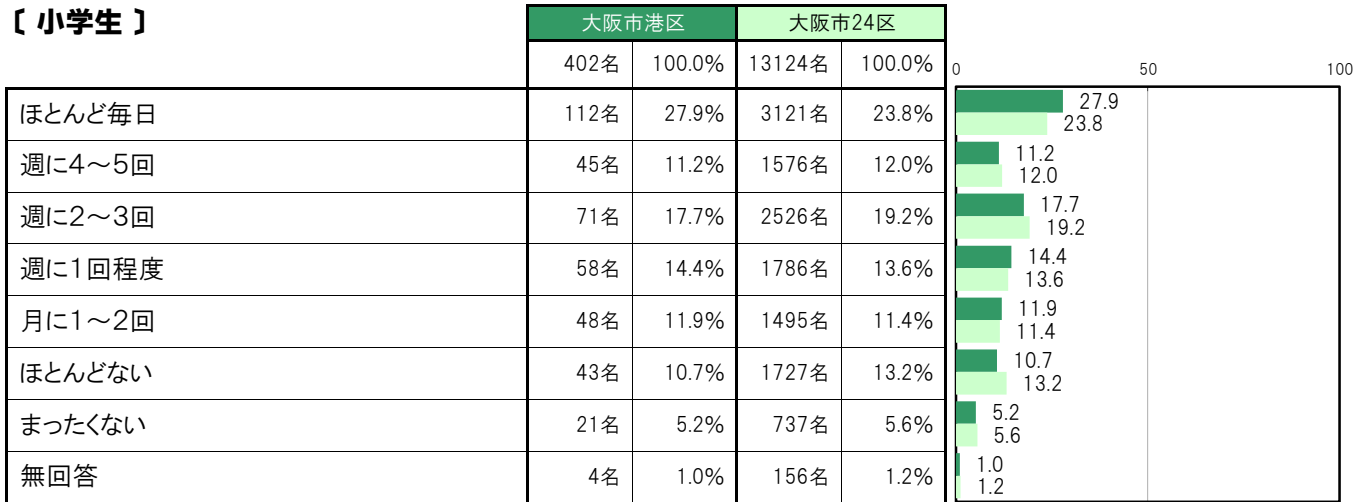 〔 小学生 〕
大阪市港区 大阪市24区
402名 100.0% 13124名 100.0%
0 50 100
ほとんど毎日 112名 27.9% 3121名 23.8% 27.9
23.8
週に4～5回 45名 11.2% 1576名 12.0% 11.2
12.0
週に2～3回 71名 17.7% 2526名 19.2% 17.7
19.2
週に1回程度 58名 14.4% 1786名 13.6% 14.4
13.6
月に1～2回 48名 11.9% 1495名 11.4% 11.9
11.4
ほとんどない 43名 10.7% 1727名 13.2% 10.7
13.2
まったくない 21名 5.2% 737名 5.6% 5.2
5.6
無回答 4名 1.0% 156名 1.2% 1.0
1.2